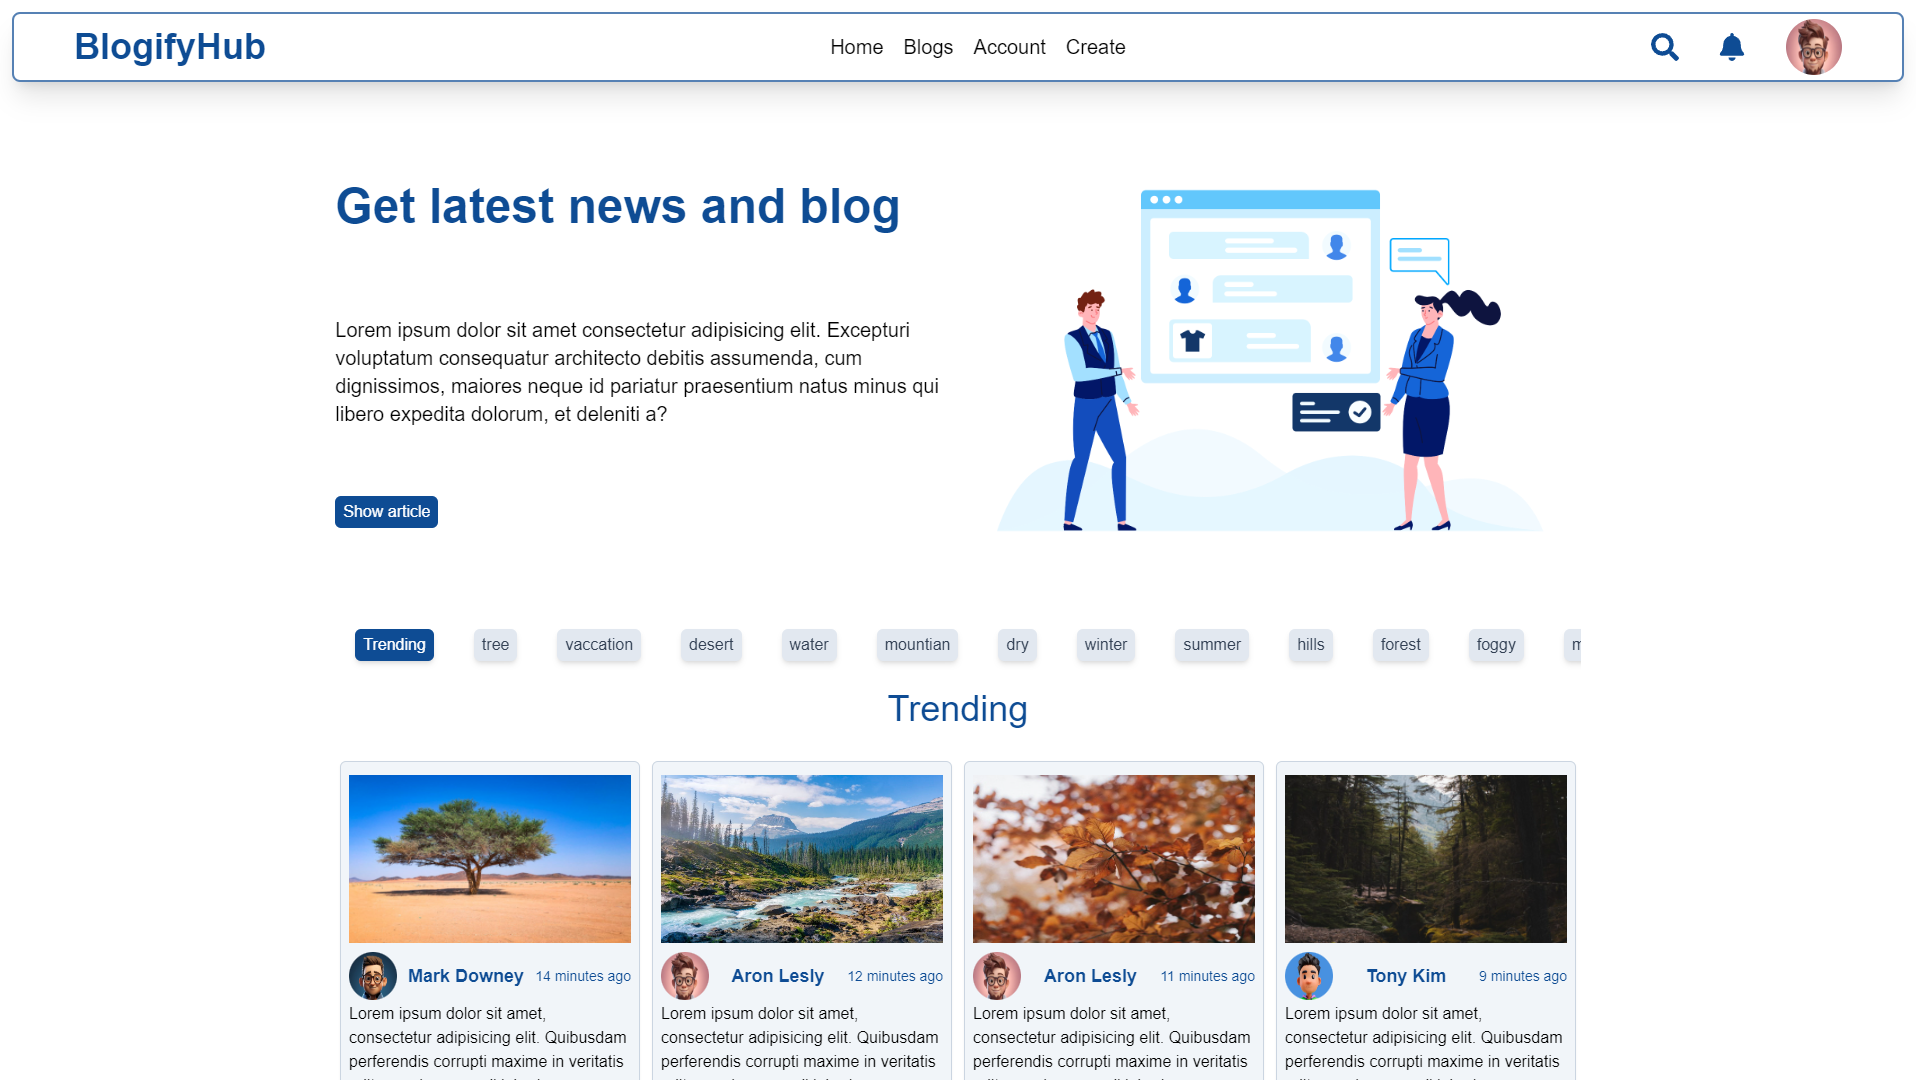 BlogifyHub
Home Blogs Account Create
Get latest news and blog
Lorem ipsum dolor sit amet consectetur adipisicing elit. Excepturi
voluptatum consequatur architecto debitis assumenda, cum
dignissimos, maiores neque id pariatur praesentium natus minus qui
libero expedita dolorum, et deleniti a?
Show article
Trending tree vaccation desert water mountian dry winter summer hills forest foggy
Trending
Mark Downey 14 minutes ago
Lorem ipsum dolor sit amet,
consectetur adipisicing elit. Quibusdam
perferendis corrupti maxime in veritatis
Aron Lesly 12 minutes ago
Lorem ipsum dolor sit amet,
consectetur adipisicing elit. Quibusdam
perferendis corrupti maxime in veritatis
Aron Lesly 11 minutes ago
Lorem ipsum dolor sit amet,
consectetur adipisicing elit. Quibusdam
perferendis corrupti maxime in veritatis
Tony Kim 9 minutes ago
Lorem ipsum dolor sit amet,
consectetur adipisicing elit. Quibusdam
perferendis corrupti maxime in veritatis